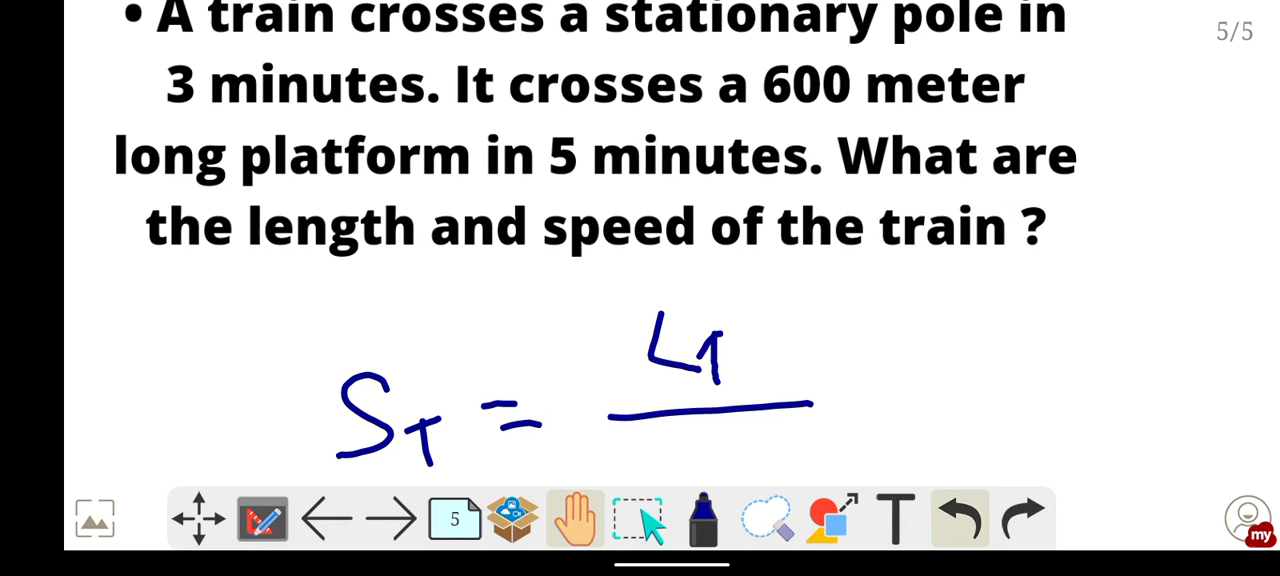 • A train crosses a stationary pole in
5/5
3 minutes. It crosses a 600 meter
long platform in 5 minutes. What are
the length and speed of the train ?
LT
ST =
5
T
my